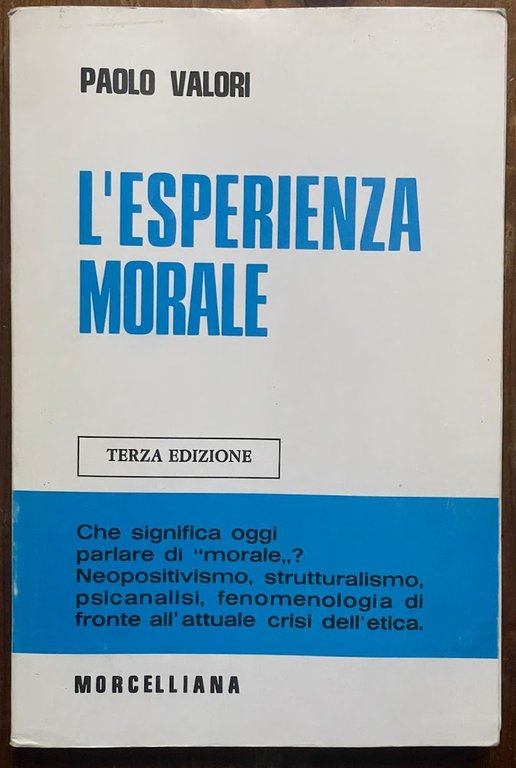 PAOLO VALORI
L'ESPERIENZA
MORALE
TERZA EDIZIONE
Che significa oggi
parlare di “morale„?
Neopositivismo, strutturalismo,
psicanalisi, fenomenologia di
fronte all'attuale crisi dell'etica.
MORCELLIANA